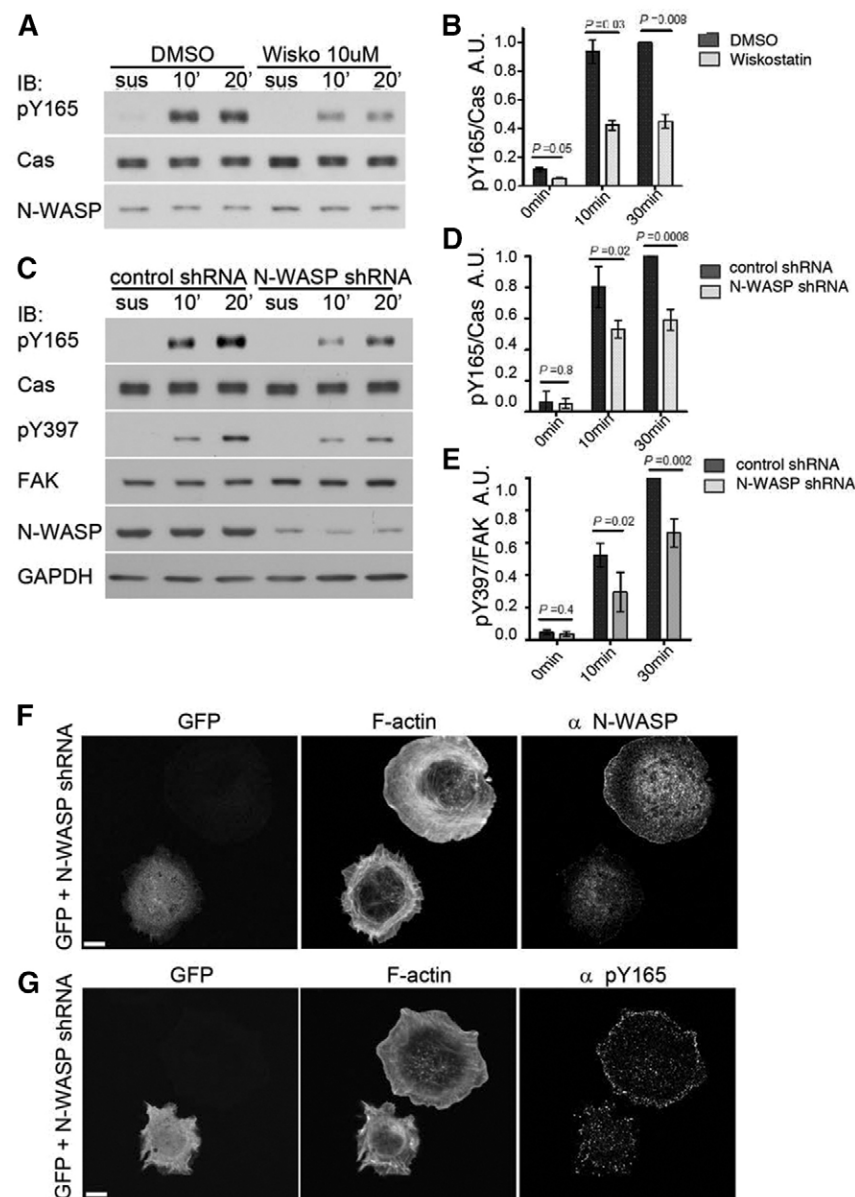 A
DMSO Wisko 10uM
IB: sus 10’ 20’ sus 10’ 20’
pY165
Cas
N-WASP
B
pY165/Cas A.U.
1.0
0.8
0.6
0.4
0.2
0.0
P =0.05
P =0.03
P =0.008
0min 10min 30min
DMSO
Wiskostatin
C
control shRNA N-WASP shRNA
sus 10’ 20’ sus 10’ 20’
IB:
pY165
Cas
pY397
FAK
N-WASP
GAPDH
D
pY165/Cas A.U.
1.0
0.8
0.6
0.4
0.2
0.0
P =0.8
P =0.02
P =0.0008
0min 10min 30min
control shRNA
N-WASP shRNA
E
pY397/FAK A.U.
1.0
0.8
0.6
0.4
0.2
0.0
P =0.4
P =0.02
P =0.002
0min 10min 30min
control shRNA
N-WASP shRNA
F
GFP F-actin α N-WASP
GFP + N-WASP shRNA
G
GFP F-actin α pY165
GFP + N-WASP shRNA